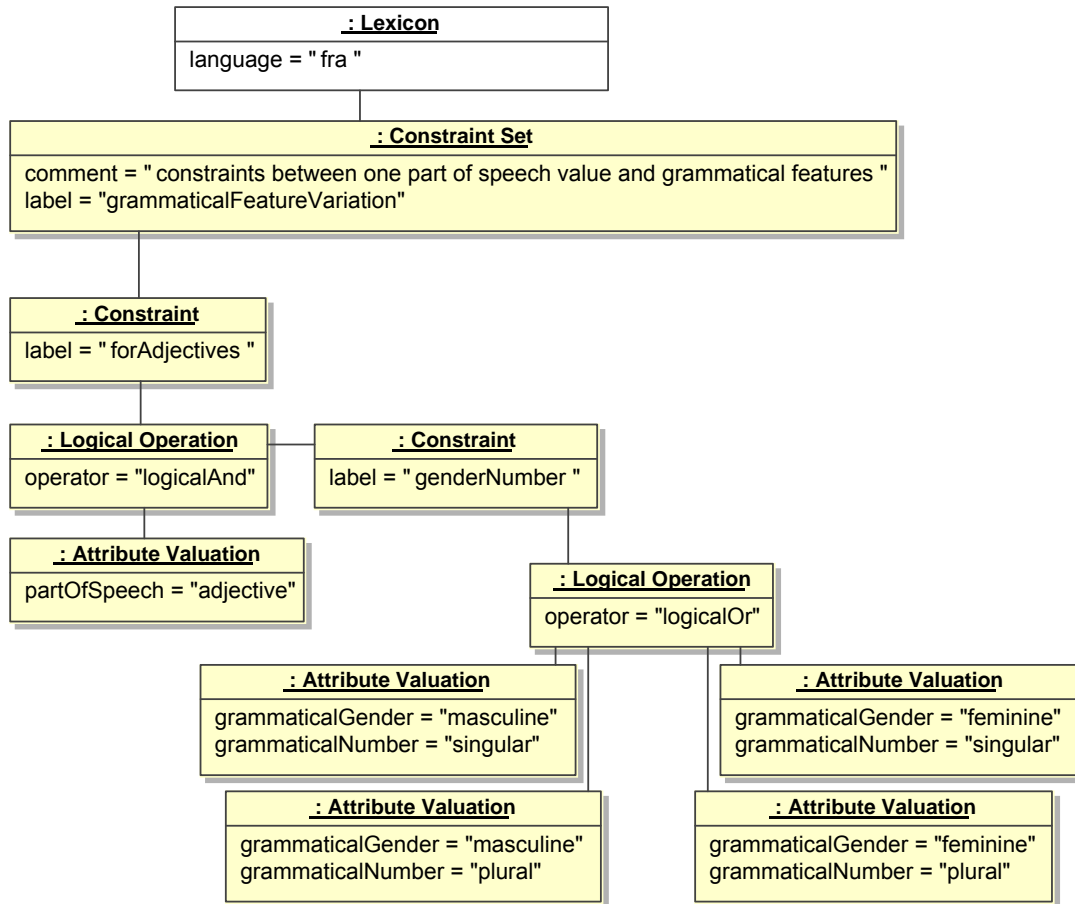 : Lexicon
language = " fra "
: Constraint Set
comment = " constraints between one part of speech value and grammatical features "
label = "grammaticalFeatureVariation"
: Constraint
label = " forAdjectives "
: Logical Operation
operator = "logicalAnd"
: Constraint
label = " genderNumber "
: Attribute Valuation
partOfSpeech = "adjective"
: Logical Operation
operator = "logicalOr"
: Attribute Valuation
grammaticalGender = "masculine"
grammaticalNumber = "singular"
: Attribute Valuation
grammaticalGender = "feminine"
grammaticalNumber = "singular"
: Attribute Valuation
grammaticalGender = "masculine"
grammaticalNumber = "plural"
: Attribute Valuation
grammaticalGender = "feminine"
grammaticalNumber = "plural"